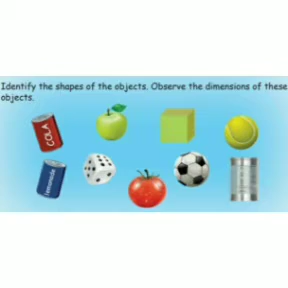 Identify the shapes of the objects. Observe the dimensions of these
objects.
COLA
Lemonade